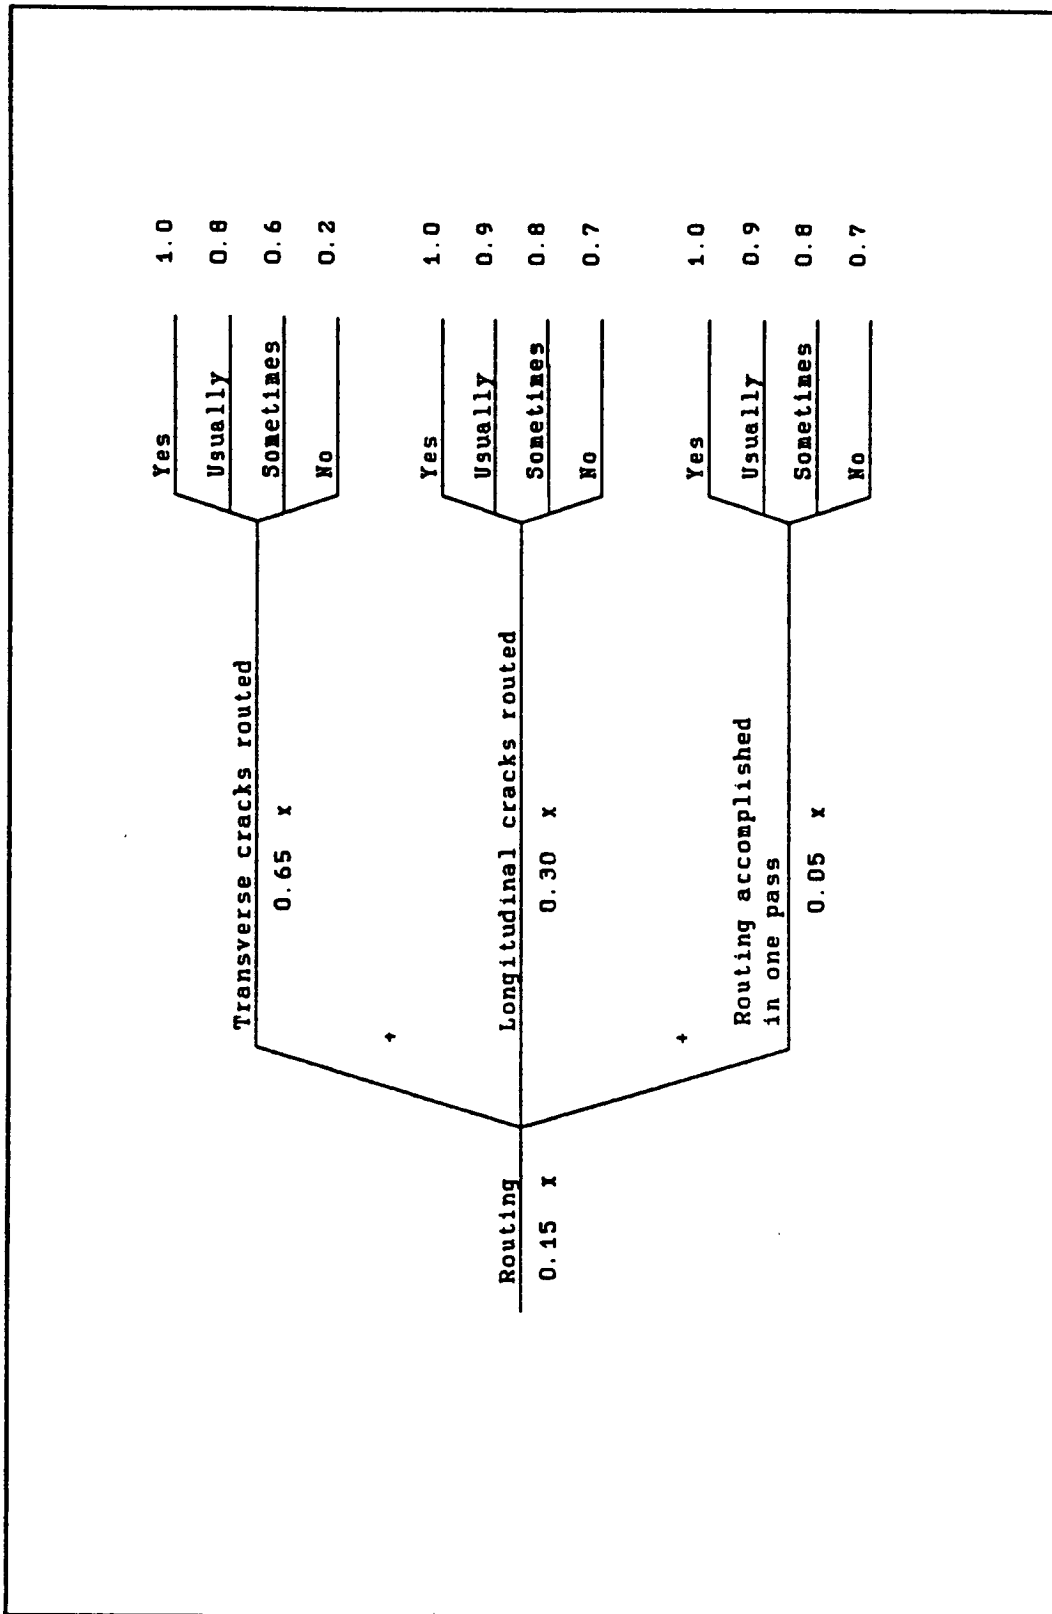 Transverse cracks routed
0.65 x
Yes 1.0
Usually 0.8
Sometimes 0.6
No 0.2
+
Routing
0.15 x
Longitudinal cracks routed
0.30 x
Yes 1.0
Usually 0.9
Sometimes 0.8
No 0.7
+
Routing accomplished
in one pass
0.05 x
Yes 1.0
Usually 0.9
Sometimes 0.8
No 0.7